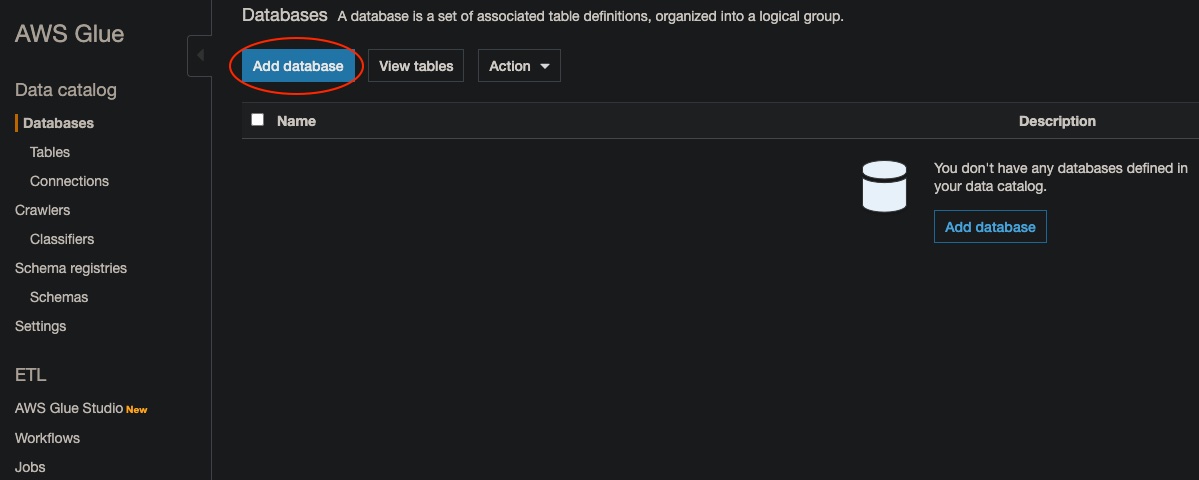 AWS Glue
Data catalog
Databases
Tables
Connections
Crawlers
Classifiers
Schema registries
Schemas
Settings
ETL
AWS Glue Studio New
Workflows
Jobs
Databases A database is a set of associated table definitions, organized into a logical group.
Add database View tables Action
Name Description
You don't have any databases defined in
your data catalog.
Add database